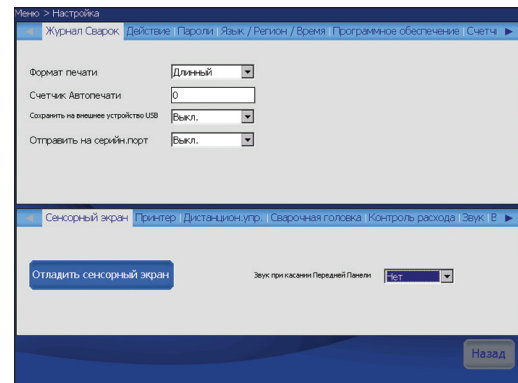 Меню > Настройка
Журнал Сварок Действие Пароли Язык / Регион / Время Программное обеспечение Счетч
Формат печати Длинный
Счетчик Автопечати 0
Сохранить на внешнее устройство USB Выкл.
Отправить на серийн.порт Выкл.
Сенсорный экран Принтер Дистанцион.упр. Сварочная головка Контроль расхода Звук В
Отладить сенсорный экран Звук при касании Передней Панели Нет
Назад